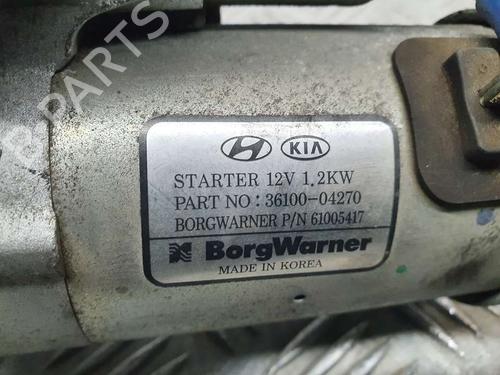 B-PARTS
KIA
STARTER 12V 1.2KW
PART NO : 36100-04270
BORGWARNER P/N 61005417
BorgWarner
MADE IN KOREA